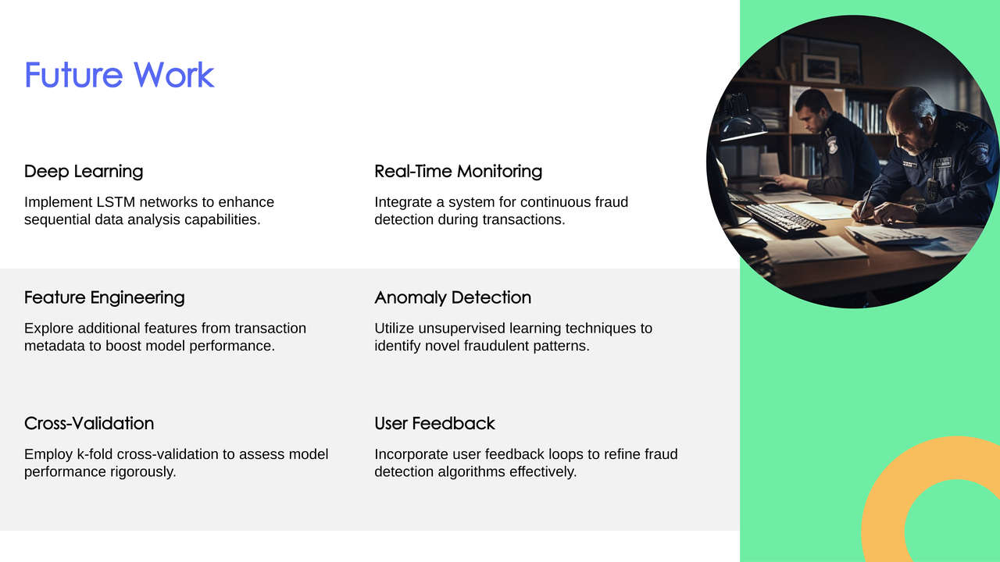 Future Work
Deep Learning
Implement LSTM networks to enhance
sequential data analysis capabilities.
Real-Time Monitoring
Integrate a system for continuous fraud
detection during transactions.
Feature Engineering
Explore additional features from transaction
metadata to boost model performance.
Anomaly Detection
Utilize unsupervised learning techniques to
identify novel fraudulent patterns.
Cross-Validation
Employ k-fold cross-validation to assess model
performance rigorously.
User Feedback
Incorporate user feedback loops to refine fraud
detection algorithms effectively.